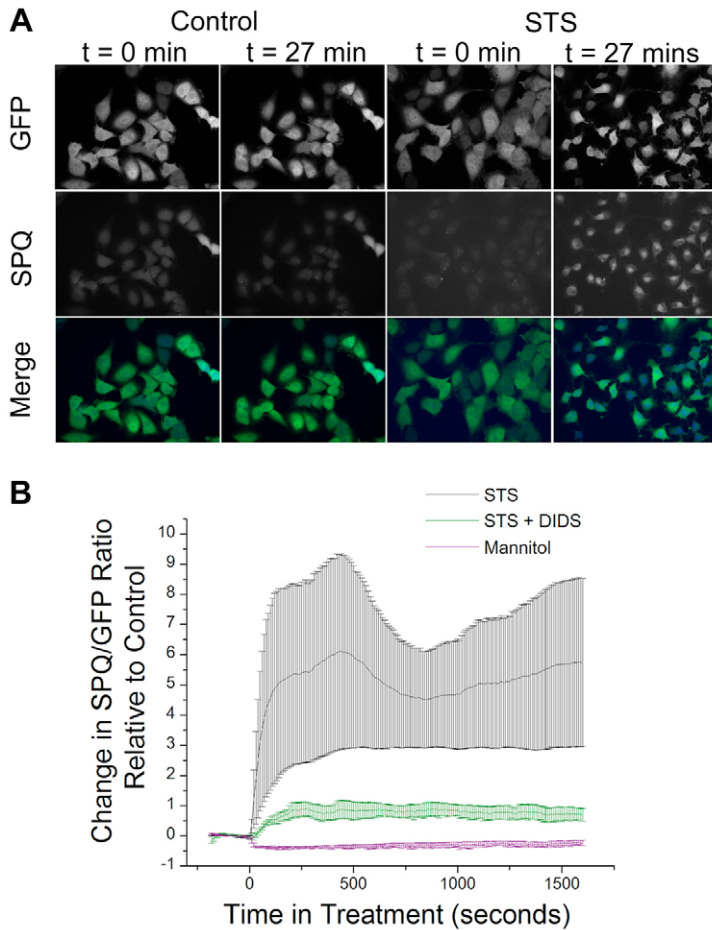 A
Control
STS
t = 0 min
t = 27 min
t = 0 min
t = 27 mins
GFP
SPQ
Merge
B
STS
STS + DIDS
Mannitol
Change in SPQ/GFP Ratio
Relative to Control
10
9
8
7
6
5
4
3
2
1
0
-1
0
500
1000
1500
Time in Treatment (seconds)